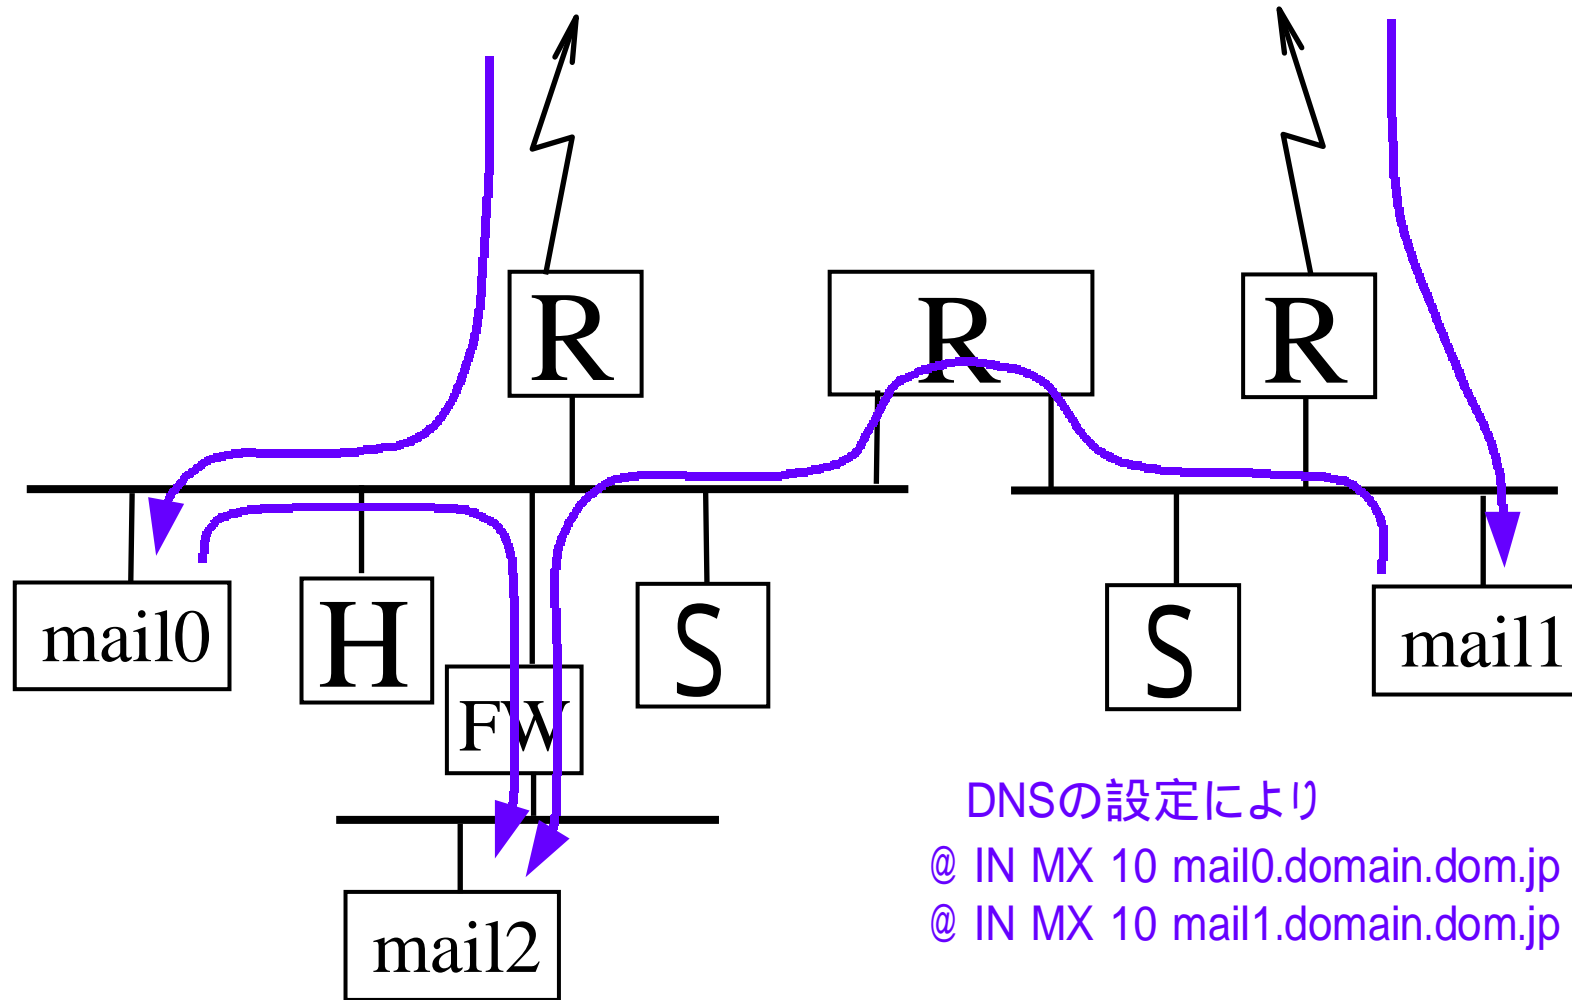 R
R
R
mail0
H
S
S
mail1
FW
mail2
DNSの設定により
@ IN MX 10 mail0.domain.dom.jp
@ IN MX 10 mail1.domain.dom.jp